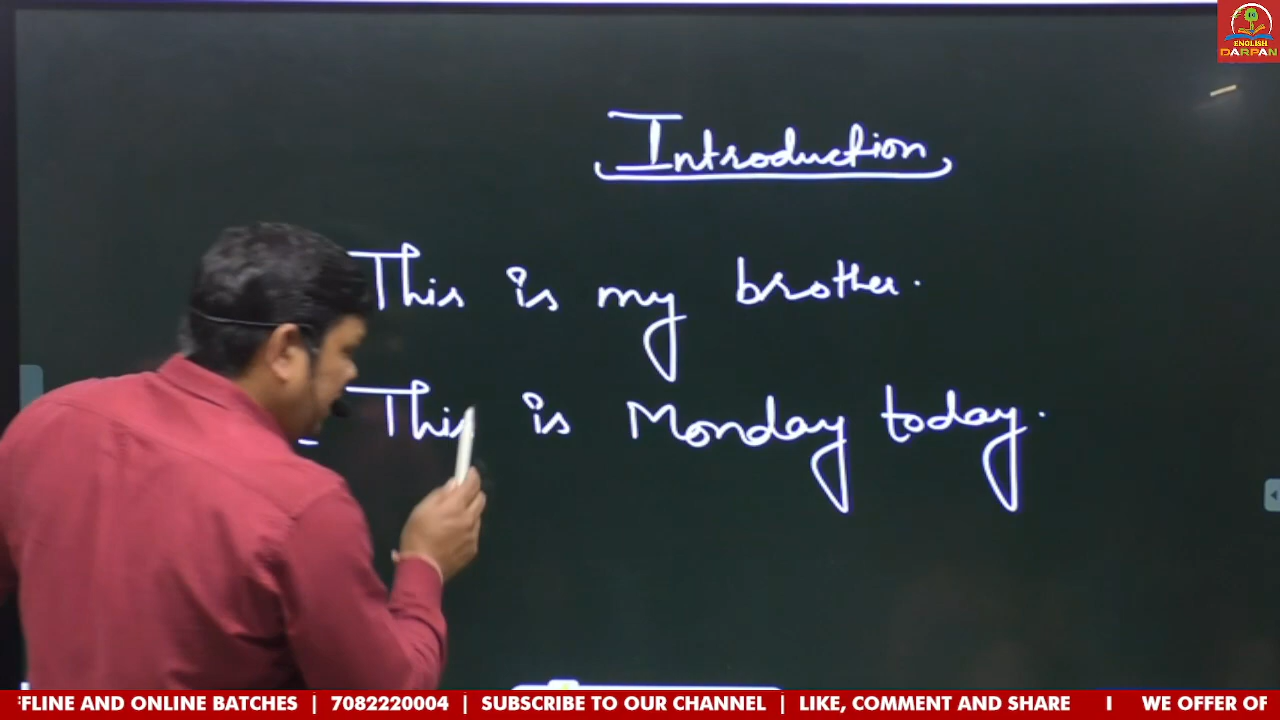 ENGLISH
DARPAN
Introduction
This is my brother.
This is Monday today.
FFLINE AND ONLINE BATCHES | 7082220004 | SUBSCRIBE TO OUR CHANNEL | LIKE, COMMENT AND SHARE I WE OFFER OF